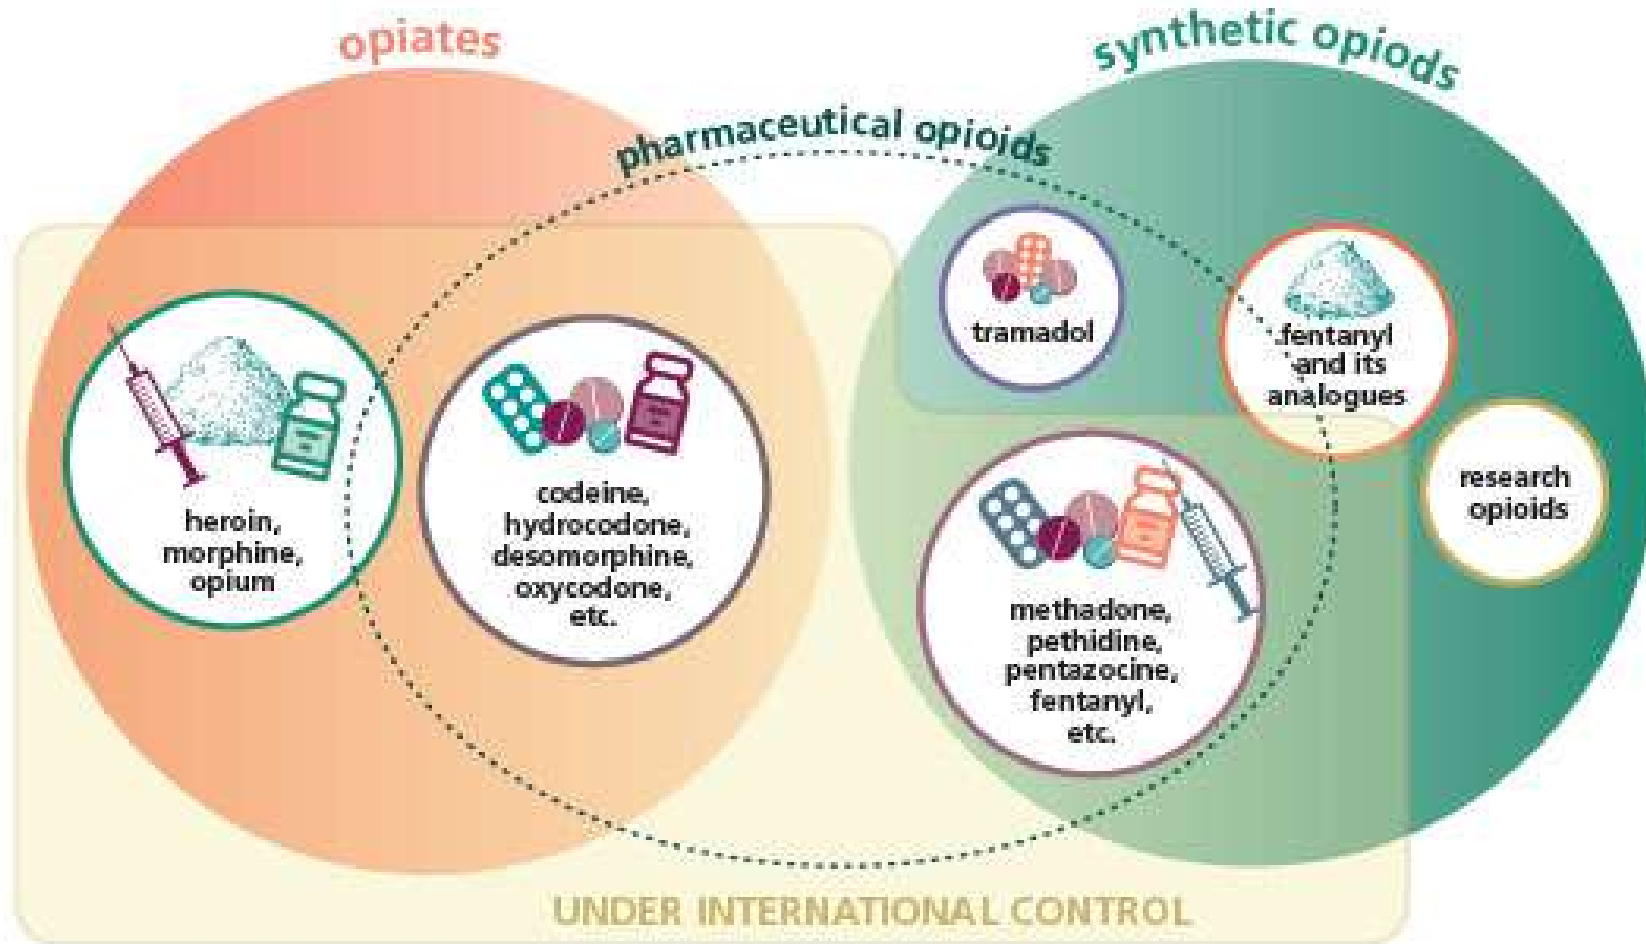 opiates
synthetic opiods
pharmaceutical opioids
tramadol
fentanyl
and its
analogues
heroin,
morphine,
opium
codeine,
hydrocodone,
desomorphine,
oxycodone,
etc.
research
opioids
methadone,
pethidine,
pentazocine,
fentanyl,
etc.
UNDER INTERNATIONAL CONTROL